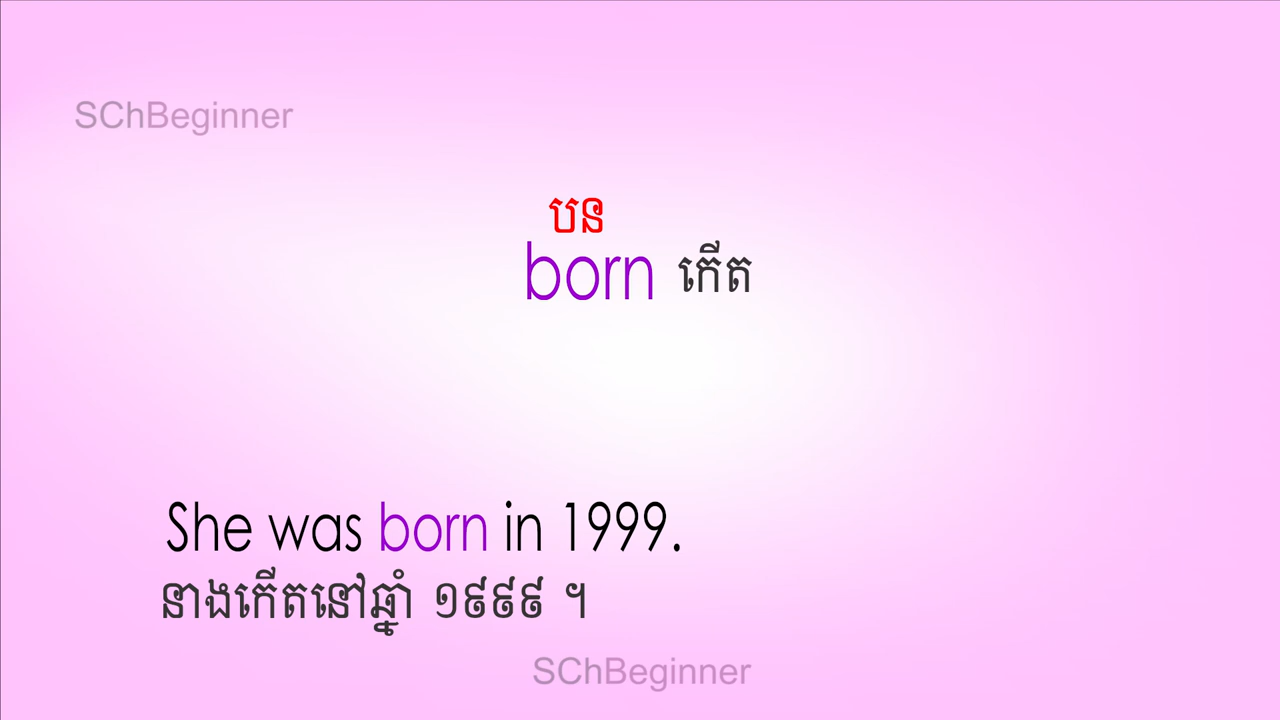 SChBeginner
បន
born កើត
She was born in 1999.
នាងកើតនៅឆ្នាំ ១៩៩៩ ។
SChBeginner